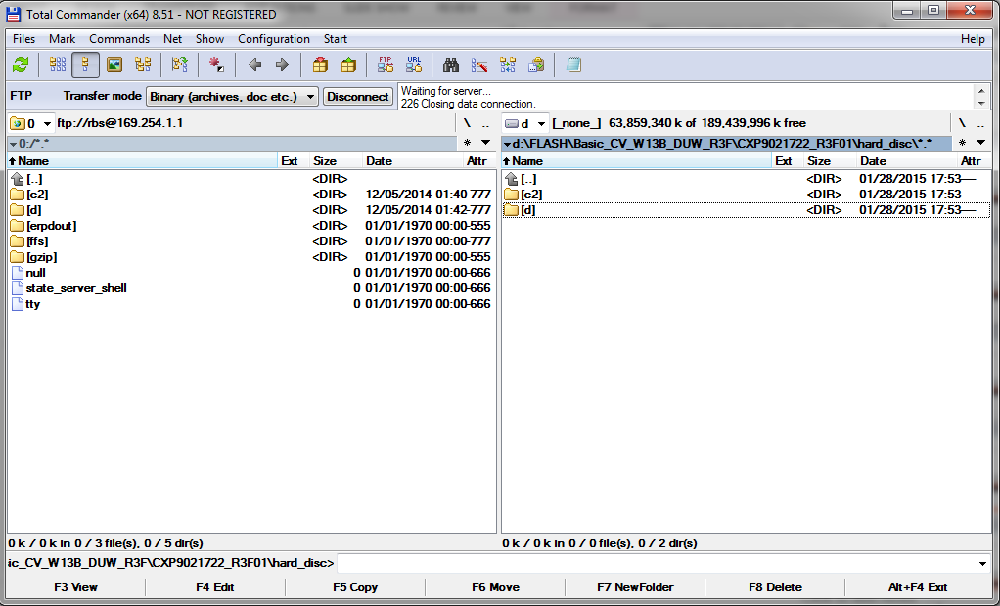 Total Commander (x64) 8.51 - NOT REGISTERED
Files Mark Commands Net Show Configuration Start Help
FTP URL
FTP Transfer mode Binary (archives, doc etc.) Disconnect Waiting for server...
226 Closing data connection.
0 ftp://rbs@169.254.1.1 \ .. d [_none_] 63,859,340 k of 189,439,996 k free \ ..
0:/*.* * d:\FLASH\Basic_CV_W13B_DUW_R3F\CXP9021722_R3F01\hard_disc\*.* *
Name Ext Size Date Attr Name Ext Size Date Attr
[..] <DIR> [..] <DIR> 01/28/2015 17:53----
[c2] <DIR> 12/05/2014 01:40-777 [c2] <DIR> 01/28/2015 17:53----
[d] <DIR> 12/05/2014 01:42-777 [d] <DIR> 01/28/2015 17:53----
[erpdout] <DIR> 01/01/1970 00:00-555
[ffs] <DIR> 01/01/1970 00:00-777
[gzip] <DIR> 01/01/1970 00:00-555
null 0 01/01/1970 00:00-666
state_server_shell 0 01/01/1970 00:00-666
tty 0 01/01/1970 00:00-666
0 k / 0 k in 0 / 3 file(s), 0 / 5 dir(s) 0 k / 0 k in 0 / 0 file(s), 0 / 2 dir(s)
ic_CV_W13B_DUW_R3F\CXP9021722_R3F01\hard_disc>
F3 View F4 Edit F5 Copy F6 Move F7 NewFolder F8 Delete Alt+F4 Exit